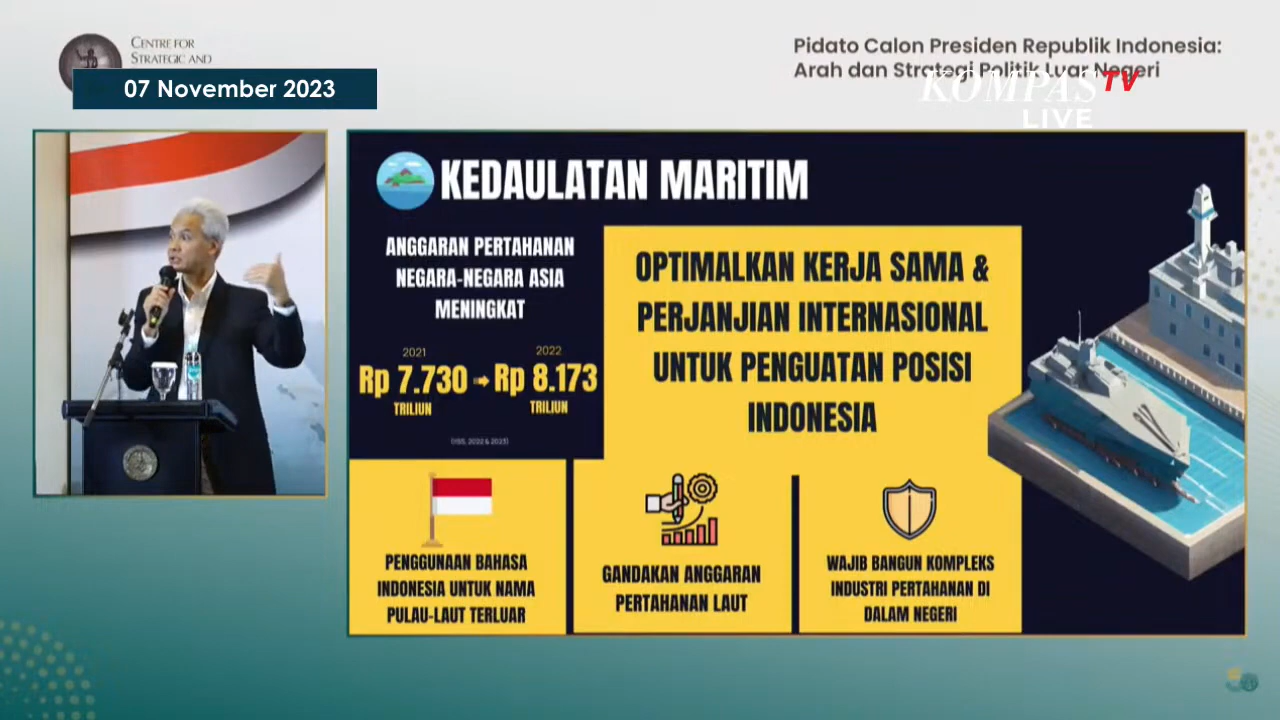 CENTRE FOR
STRATEGIC AND
07 November 2023
Pidato Calon Presiden Republik Indonesia:
Arah dan Strategi Politik Luar Negeri
KOMPAS TV
LIVE
KEDAULATAN MARITIM
ANGGARAN PERTAHANAN
NEGARA-NEGARA ASIA
MENINGKAT
2021
2022
Rp 7.730
Rp 8.173
TRILIUN
TRILIUN
(IISS, 2022 & 2023)
OPTIMALKAN KERJA SAMA &
PERJANJIAN INTERNASIONAL
UNTUK PENGUATAN POSISI
INDONESIA
PENGGUNAAN BAHASA
INDONESIA UNTUK NAMA
PULAU-LAUT TERLUAR
GANDAKAN ANGGARAN
PERTAHANAN LAUT
WAJIB BANGUN KOMPLEKS
INDUSTRI PERTAHANAN DI
DALAM NEGERI